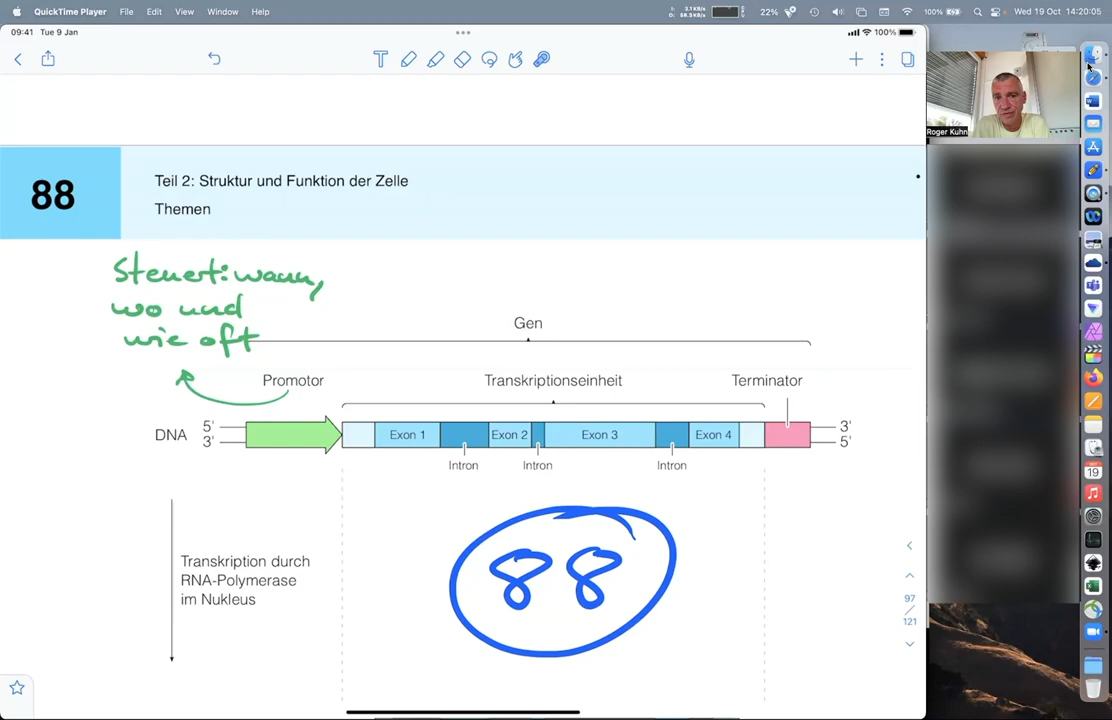 QuickTime Player File Edit View Window Help
22% 100% Wed 19 Oct 14:20:05
09:41 Tue 9 Jan 100%
88
Teil 2: Struktur und Funktion der Zelle
Themen
Roger Kuhn
Steuert: wann,
wo und
wie oft
Gen
Promotor Transkriptionseinheit Terminator
DNA
5'
3'
Exon 1 Exon 2 Exon 3 Exon 4
3'
5'
Intron Intron Intron
Transkription durch
RNA-Polymerase
im Nukleus
88
97
/
121
OCT
19